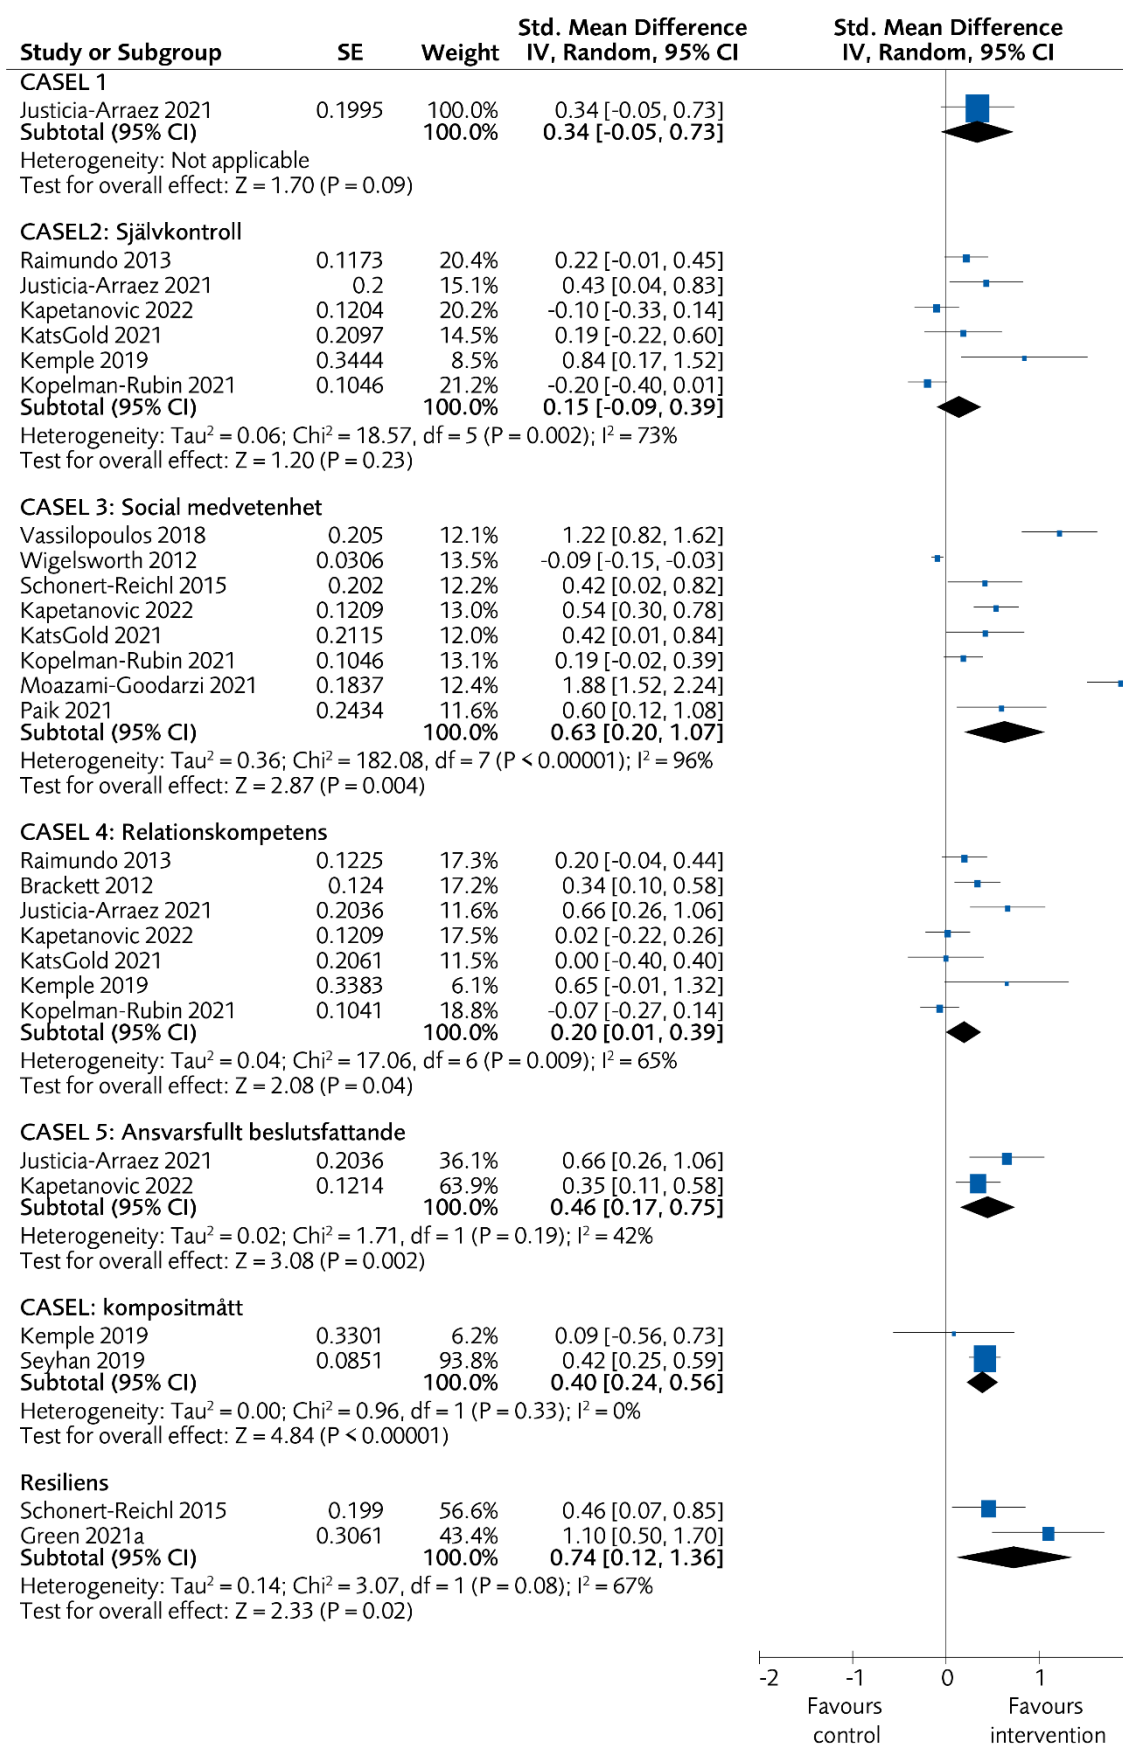 Std. Mean Difference Std. Mean Difference
Study or Subgroup SE Weight IV, Random, 95% CI IV, Random, 95% CI
CASEL 1
Justicia-Arraez 2021 0.1995 100.0% 0.34 [-0.05, 0.73]
Subtotal (95% CI) 100.0% 0.34 [-0.05, 0.73]
Heterogeneity: Not applicable
Test for overall effect: Z = 1.70 (P = 0.09)
CASEL2: Självkontroll
Raimundo 2013 0.1173 20.4% 0.22 [-0.01, 0.45]
Justicia-Arraez 2021 0.2 15.1% 0.43 [0.04, 0.83]
Kapetanovic 2022 0.1204 20.2% -0.10 [-0.33, 0.14]
KatsGold 2021 0.2097 14.5% 0.19 [-0.22, 0.60]
Kemple 2019 0.3444 8.5% 0.84 [0.17, 1.52]
Kopelman-Rubin 2021 0.1046 21.2% -0.20 [-0.40, 0.01]
Subtotal (95% CI) 100.0% 0.15 [-0.09, 0.39]
Heterogeneity: Tau² = 0.06; Chi² = 18.57, df = 5 (P = 0.002); I² = 73%
Test for overall effect: Z = 1.20 (P = 0.23)
CASEL 3: Social medvetenhet
Vassilopoulos 2018 0.205 12.1% 1.22 [0.82, 1.62]
Wigelsworth 2012 0.0306 13.5% -0.09 [-0.15, -0.03]
Schonert-Reichl 2015 0.202 12.2% 0.42 [0.02, 0.82]
Kapetanovic 2022 0.1209 13.0% 0.54 [0.30, 0.78]
KatsGold 2021 0.2115 12.0% 0.42 [0.01, 0.84]
Kopelman-Rubin 2021 0.1046 13.1% 0.19 [-0.02, 0.39]
Moazami-Goodarzi 2021 0.1837 12.4% 1.88 [1.52, 2.24]
Paik 2021 0.2434 11.6% 0.60 [0.12, 1.08]
Subtotal (95% CI) 100.0% 0.63 [0.20, 1.07]
Heterogeneity: Tau² = 0.36; Chi² = 182.08, df = 7 (P < 0.00001); I² = 96%
Test for overall effect: Z = 2.87 (P = 0.004)
CASEL 4: Relationskompetens
Raimundo 2013 0.1225 17.3% 0.20 [-0.04, 0.44]
Brackett 2012 0.124 17.2% 0.34 [0.10, 0.58]
Justicia-Arraez 2021 0.2036 11.6% 0.66 [0.26, 1.06]
Kapetanovic 2022 0.1209 17.5% 0.02 [-0.22, 0.26]
KatsGold 2021 0.2061 11.5% 0.00 [-0.40, 0.40]
Kemple 2019 0.3383 6.1% 0.65 [-0.01, 1.32]
Kopelman-Rubin 2021 0.1041 18.8% -0.07 [-0.27, 0.14]
Subtotal (95% CI) 100.0% 0.20 [0.01, 0.39]
Heterogeneity: Tau² = 0.04; Chi² = 17.06, df = 6 (P = 0.009); I² = 65%
Test for overall effect: Z = 2.08 (P = 0.04)
CASEL 5: Ansvarsfullt beslutsfattande
Justicia-Arraez 2021 0.2036 36.1% 0.66 [0.26, 1.06]
Kapetanovic 2022 0.1214 63.9% 0.35 [0.11, 0.58]
Subtotal (95% CI) 100.0% 0.46 [0.17, 0.75]
Heterogeneity: Tau² = 0.02; Chi² = 1.71, df = 1 (P = 0.19); I² = 42%
Test for overall effect: Z = 3.08 (P = 0.002)
CASEL: kompositmått
Kemple 2019 0.3301 6.2% 0.09 [-0.56, 0.73]
Seyhan 2019 0.0851 93.8% 0.42 [0.25, 0.59]
Subtotal (95% CI) 100.0% 0.40 [0.24, 0.56]
Heterogeneity: Tau² = 0.00; Chi² = 0.96, df = 1 (P = 0.33); I² = 0%
Test for overall effect: Z = 4.84 (P < 0.00001)
Resiliens
Schonert-Reichl 2015 0.199 56.6% 0.46 [0.07, 0.85]
Green 2021a 0.3061 43.4% 1.10 [0.50, 1.70]
Subtotal (95% CI) 100.0% 0.74 [0.12, 1.36]
Heterogeneity: Tau² = 0.14; Chi² = 3.07, df = 1 (P = 0.08); I² = 67%
Test for overall effect: Z = 2.33 (P = 0.02)
-2 -1 0 1
Favours Favours
control intervention